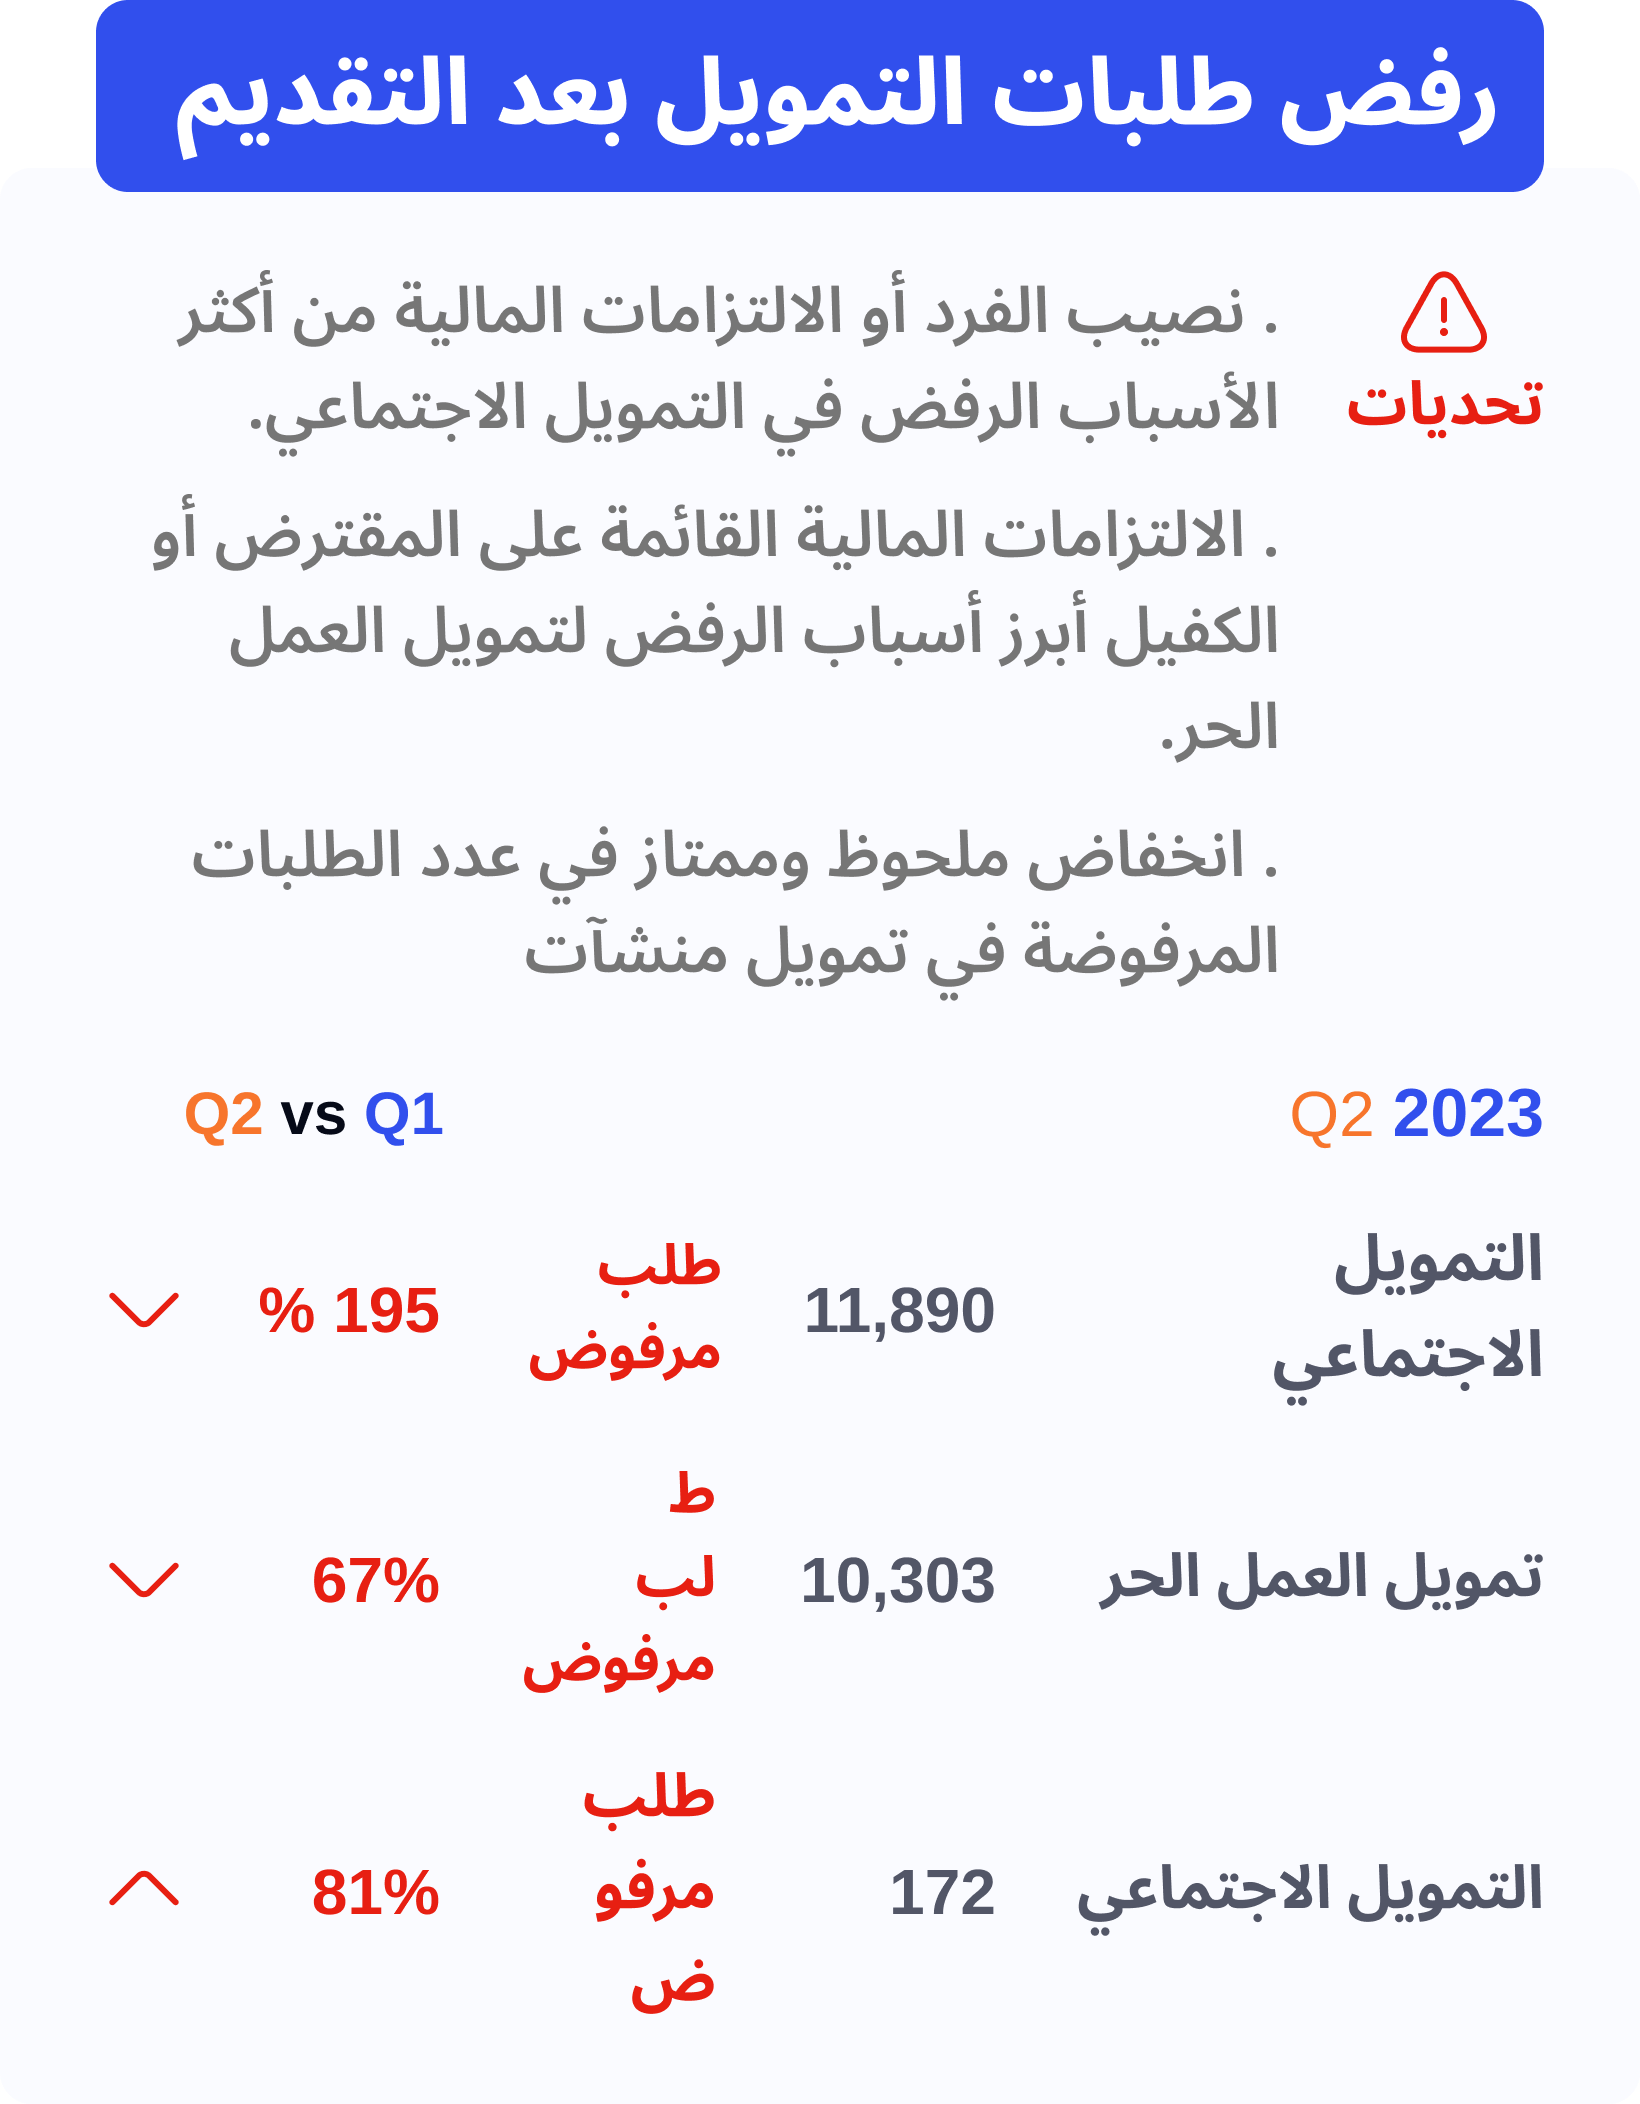 رفض طلبات التمويل بعد التقديم
تحديات
. نصيب الفرد أو الالتزامات المالية من أكثر
الأسباب الرفض في التمويل الاجتماعي.
. الالتزامات المالية القائمة على المقترض أو
الكفيل أبرز أسباب الرفض لتمويل العمل
الحر.
. انخفاض ملحوظ وممتاز في عدد الطلبات
المرفوضة في تمويل منشآت
2023 Q2
Q2 vs Q1
التمويل
الاجتماعي
11,890
طلب
مرفوض
% 195
تمويل العمل الحر
10,303
ط
لب
مرفوض
67%
التمويل الاجتماعي
172
طلب
مرفو
ض
81%